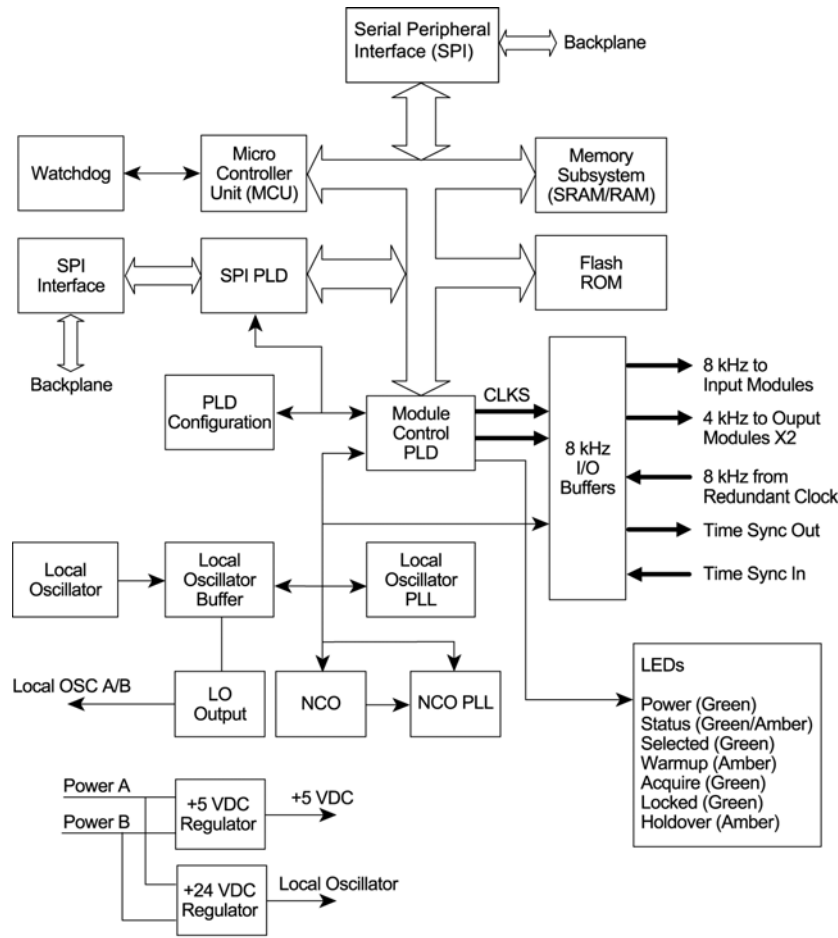 Serial Peripheral
Interface (SPI)
Backplane
Watchdog
Micro
Controller
Unit (MCU)
Memory
Subsystem
(SRAM/RAM)
SPI
Interface
SPI PLD
Flash
ROM
Backplane
PLD
Configuration
Module
Control
PLD
CLKS
8 kHz
I/O
Buffers
8 kHz to
Input Modules
4 kHz to Ouput
Modules X2
8 kHz from
Redundant Clock
Time Sync Out
Time Sync In
Local
Oscillator
Local
Oscillator
Buffer
Local
Oscillator
PLL
Local OSC A/B
LO
Output
NCO
NCO PLL
LEDs
Power (Green)
Status (Green/Amber)
Selected (Green)
Warmup (Amber)
Acquire (Green)
Locked (Green)
Holdover (Amber)
Power A
Power B
+5 VDC
Regulator
+5 VDC
+24 VDC
Regulator
Local Oscillator